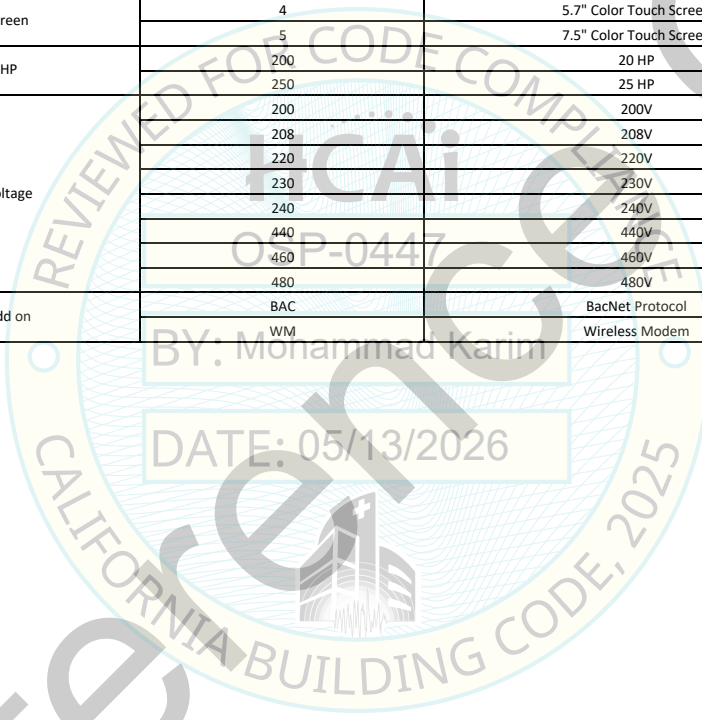 reen 4 5.7" Color Touch Scree
5 7.5" Color Touch Scree
HP 200 20 HP
250 25 HP
200 200V
208 208V
220 220V
ltage 230 230V
240 240V
440 440V
460 460V
480 480V
dd on BAC BacNet Protocol
WM Wireless Modem
REVIEWED FOR CODE COMPLIANCE
HCAi
OSP-0447
BY: Mohammad Karim
DATE: 05/13/2026
CALIFORNIA BUILDING CODE, 2025